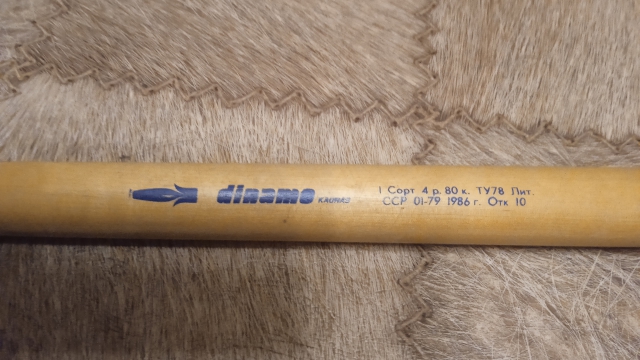 dinamo KAUNAS
1 Сорт 4 р. 80 к. ТУ78 Лит.
ССР 01-79 1986 г. Отк 10